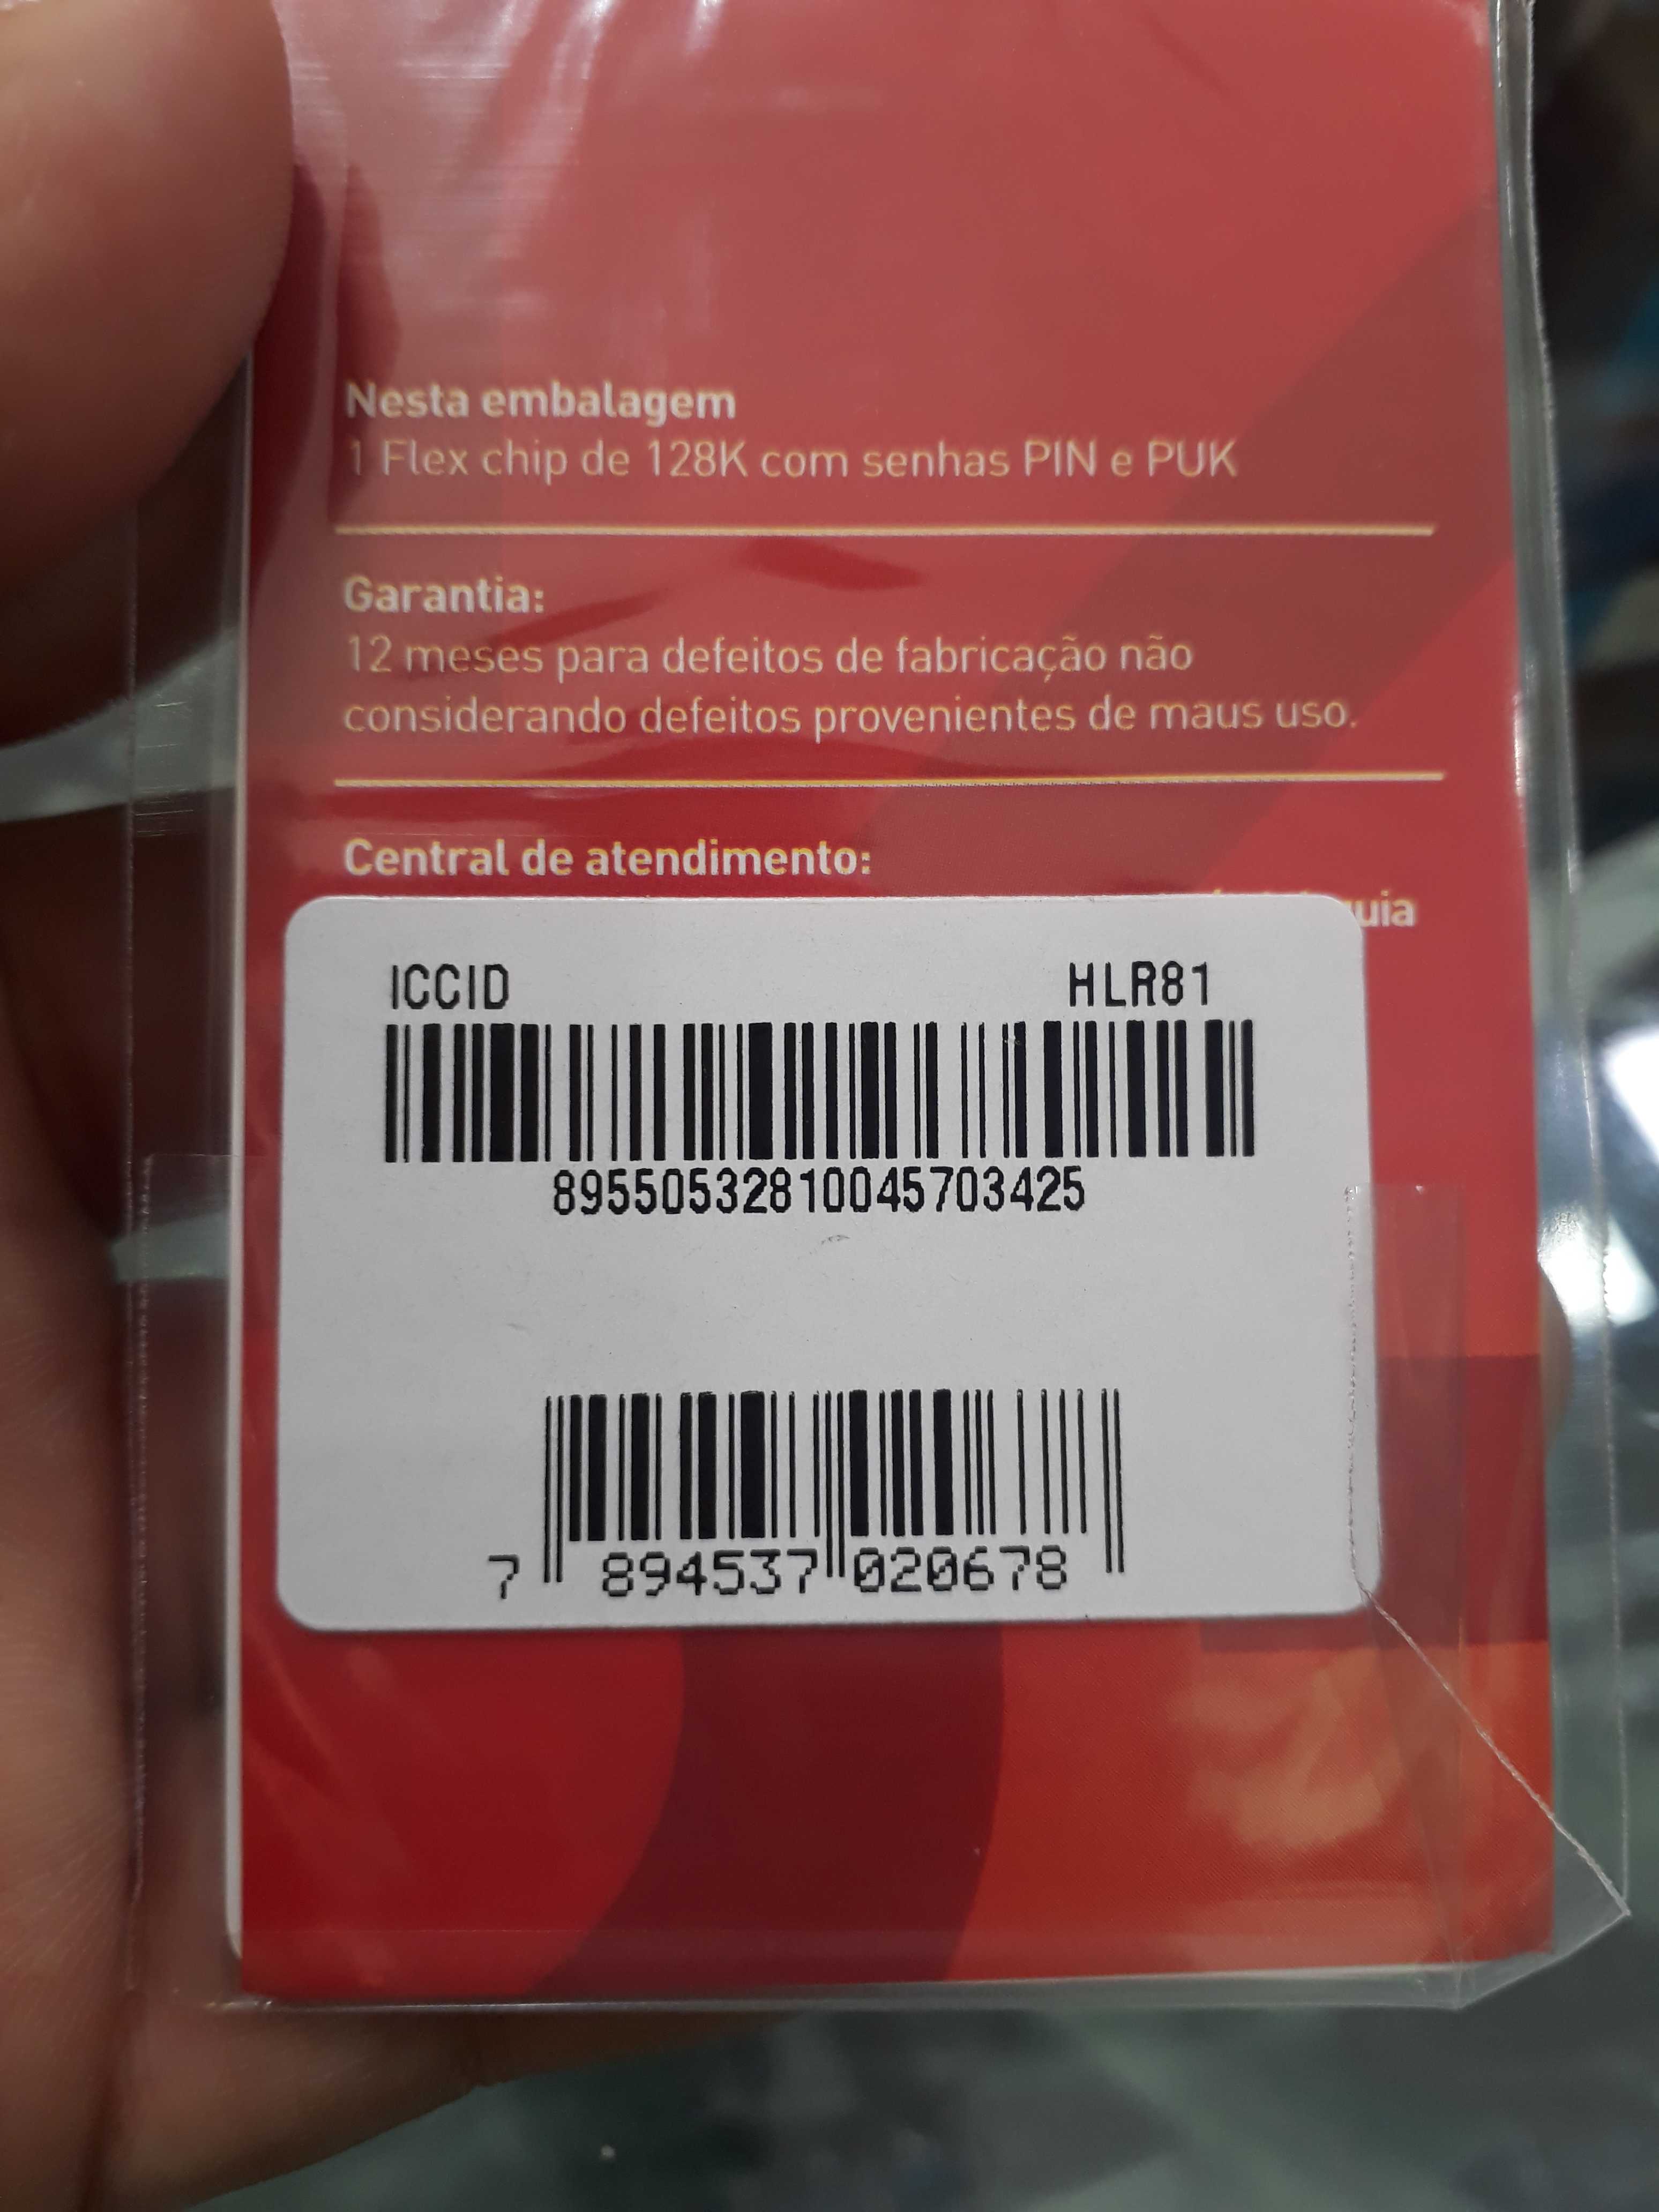 Nesta embalagem
1 Flex chip de 128K com senhas PIN e PUK
Garantia:
12 meses para defeitos de fabricação não
considerando defeitos provenientes de maus uso.
Central de atendimento:
ICCID HLR81
89550532810045703425
7 894537 020678